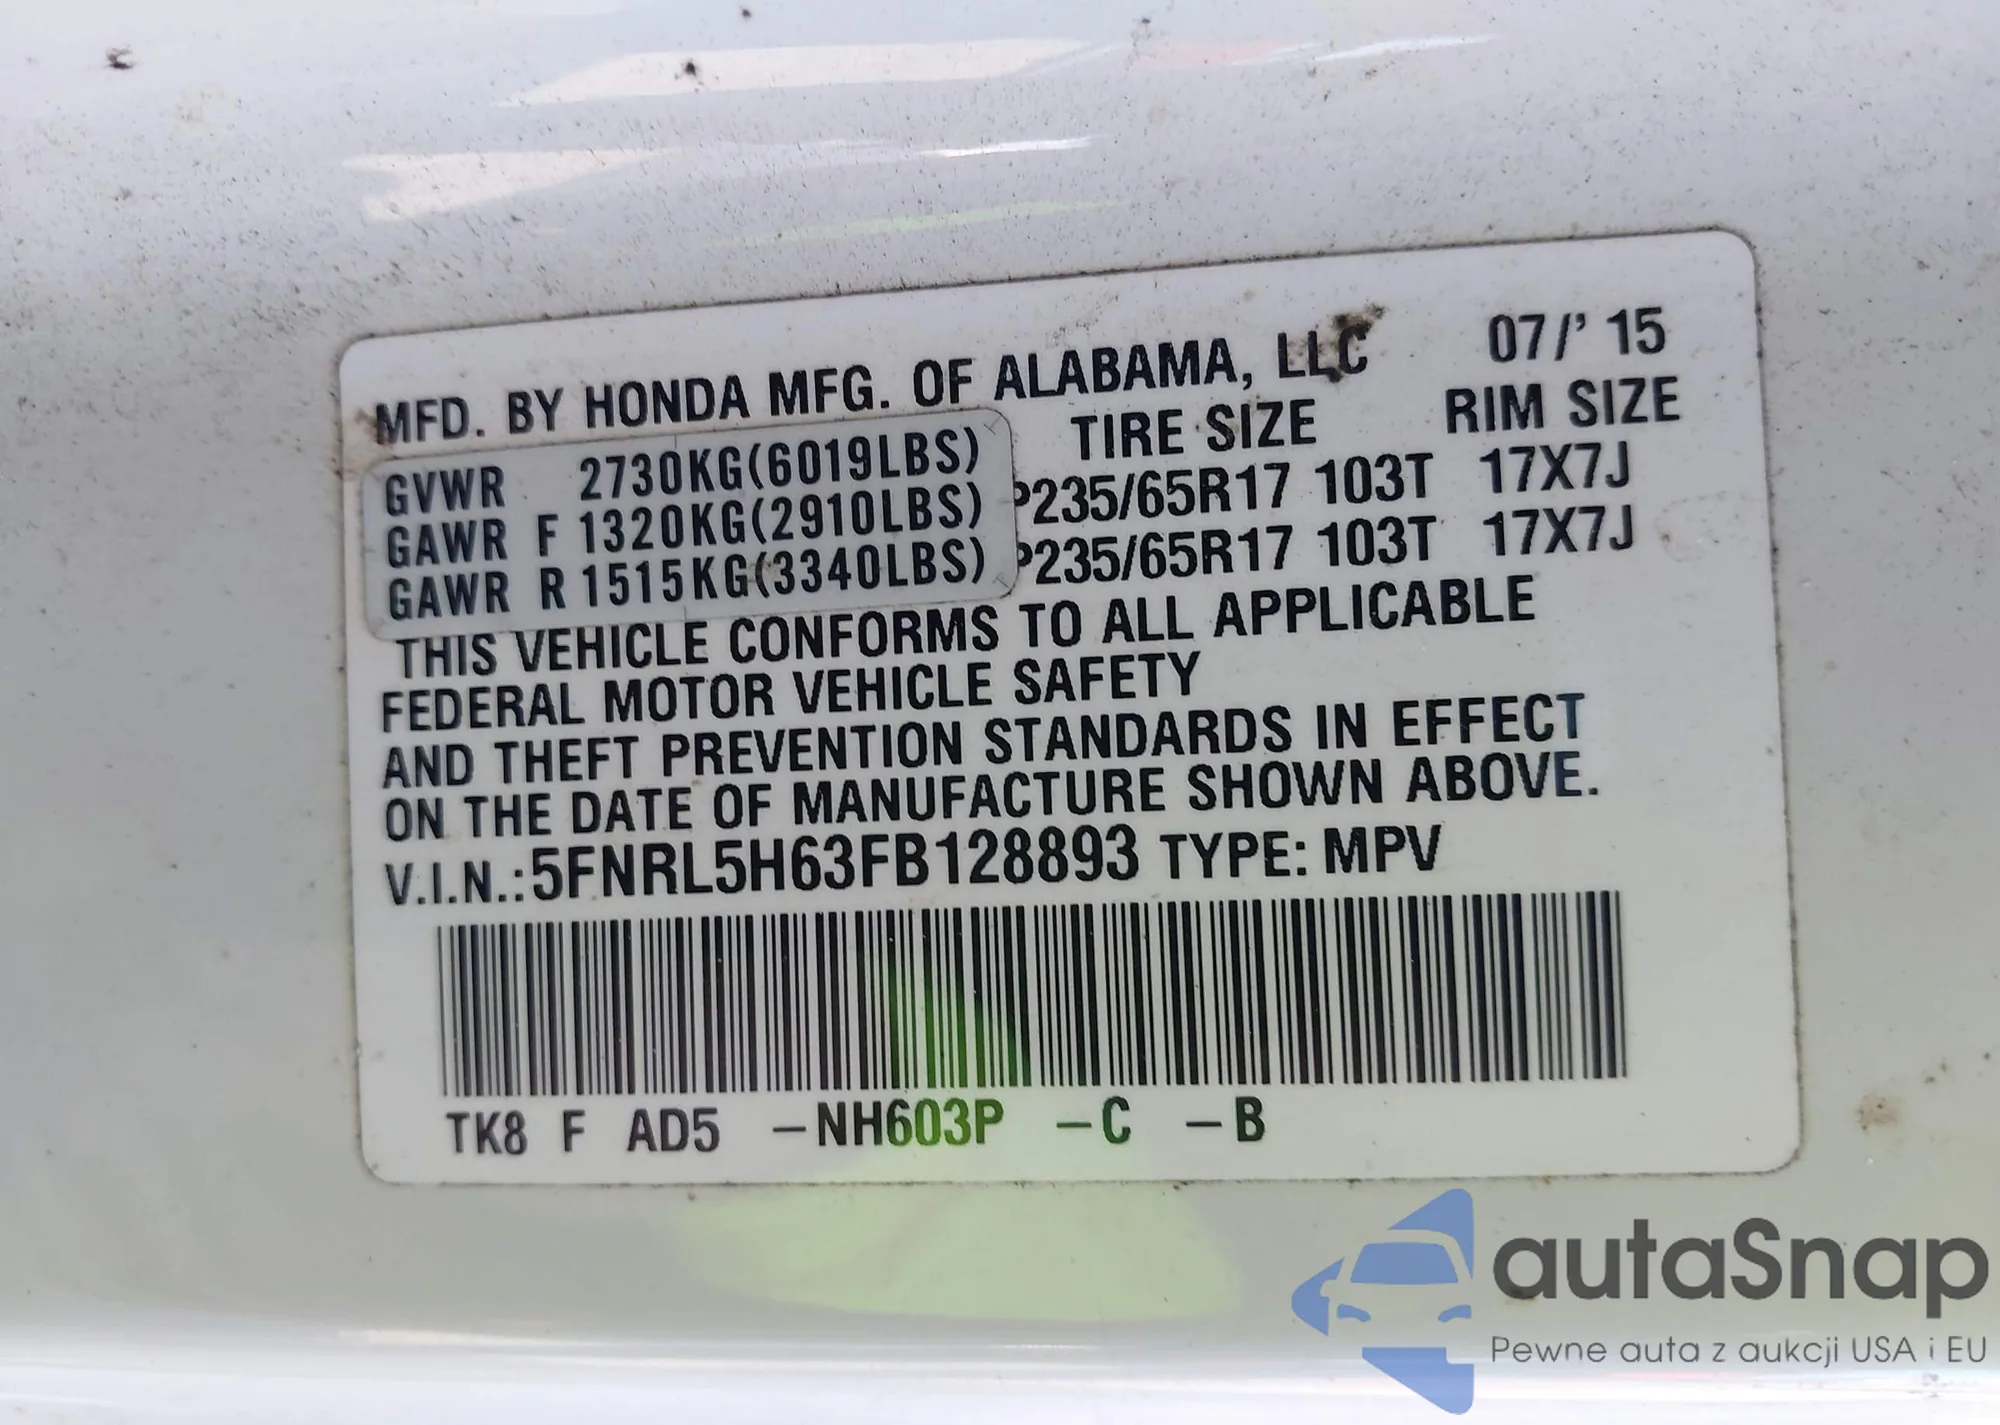 MFD. BY HONDA MFG. OF ALABAMA, LLC 07/' 15
TIRE SIZE RIM SIZE
GVWR 2730KG(6019LBS)
GAWR F 1320KG(2910LBS) P235/65R17 103T 17X7J
GAWR R 1515KG(3340LBS) P235/65R17 103T 17X7J
THIS VEHICLE CONFORMS TO ALL APPLICABLE
FEDERAL MOTOR VEHICLE SAFETY
AND THEFT PREVENTION STANDARDS IN EFFECT
ON THE DATE OF MANUFACTURE SHOWN ABOVE.
V.I.N.:5FNRL5H63FB128893 TYPE: MPV
TK8 F AD5 -NH603P -C -B
autaSnap
Pewne auta z aukcji USA i EU